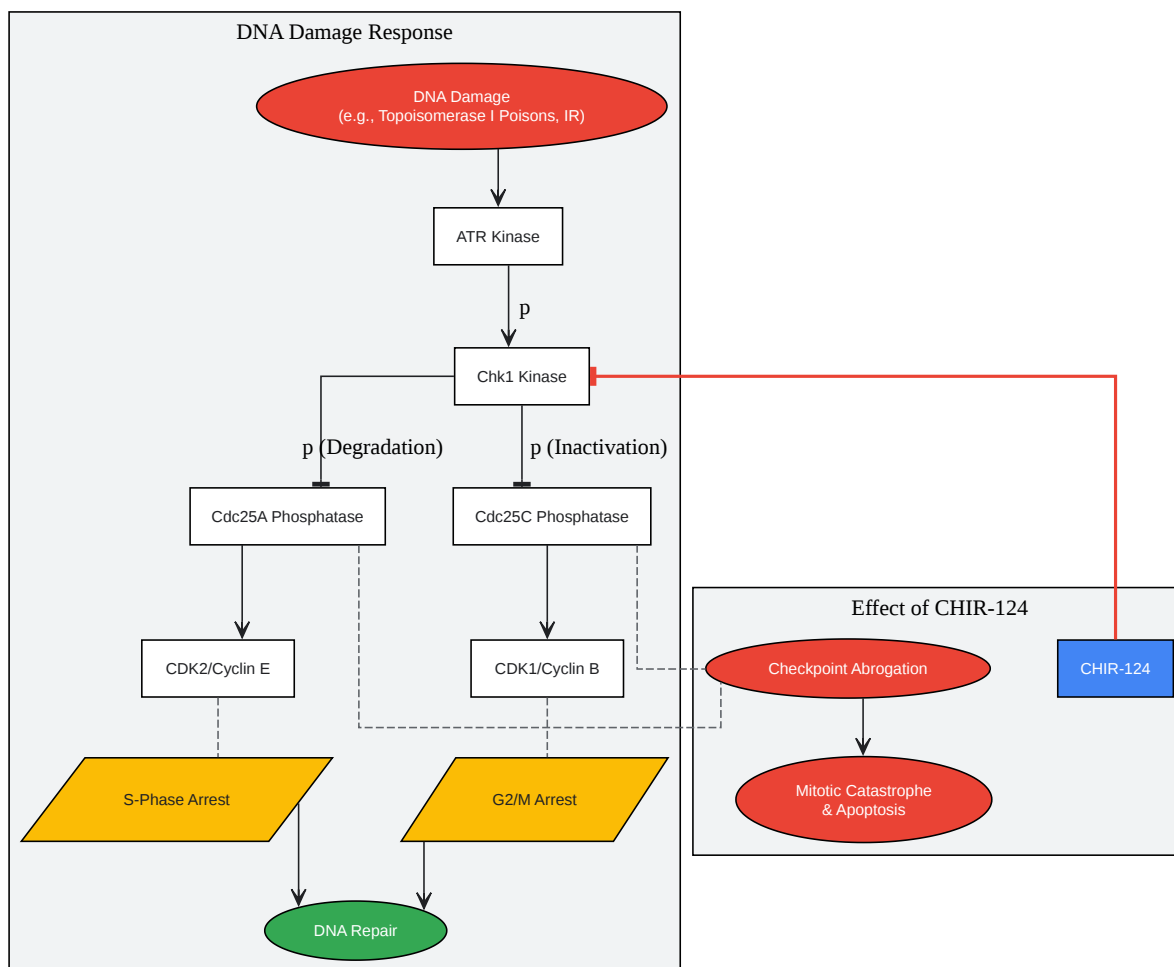 DNA Damage Response
DNA Damage
(e.g., Topoisomerase I Poisons, IR)
ATR Kinase
p
Chk1 Kinase
p (Degradation)
p (Inactivation)
Cdc25A Phosphatase
Cdc25C Phosphatase
Effect of CHIR-124
CDK2/Cyclin E
CDK1/Cyclin B
Checkpoint Abrogation
CHIR-124
S-Phase Arrest
G2/M Arrest
Mitotic Catastrophe
& Apoptosis
DNA Repair